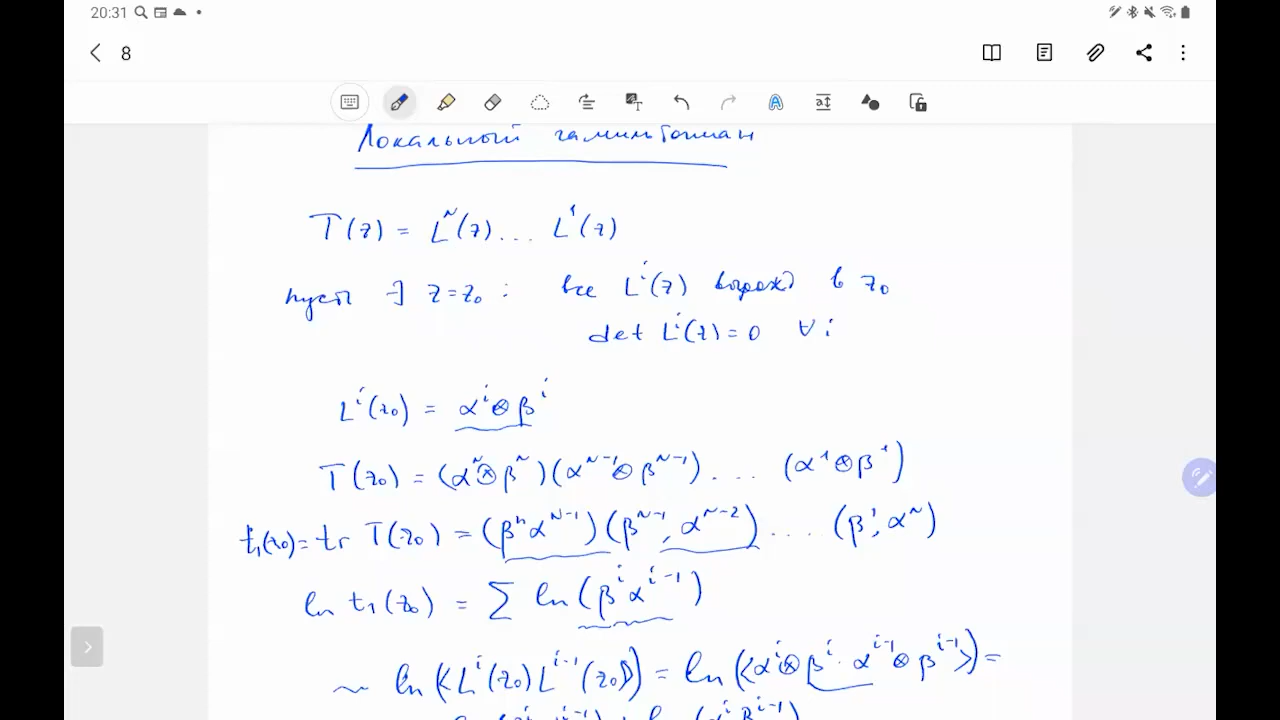 20:31
8
Локальный гамильтониан
T(z) = L^N(z) ... L^1(z)
пусть ∃ z=z₀ : все L^i(z) вырожд в z₀
det L^i(z) = 0 ∀ i
L^i(z₀) = α^i ⊗ β^i
T(z₀) = (α^N ⊗ β^N)(α^{N-1} ⊗ β^{N-1}) .... (α^1 ⊗ β^1)
t₁(z₀) = tr T(z₀) = (β^N α^{N-1})(β^{N-1}, α^{N-2}) .... (β^1, α^N)
ln t₁(z₀) = Σ ln(β^i α^{i-1})
~ ln(⟨L^i(z₀) L^{i-1}(z₀)⟩) = ln(⟨α^i ⊗ β^i · α^{i-1} ⊗ β^{i-1}⟩) =